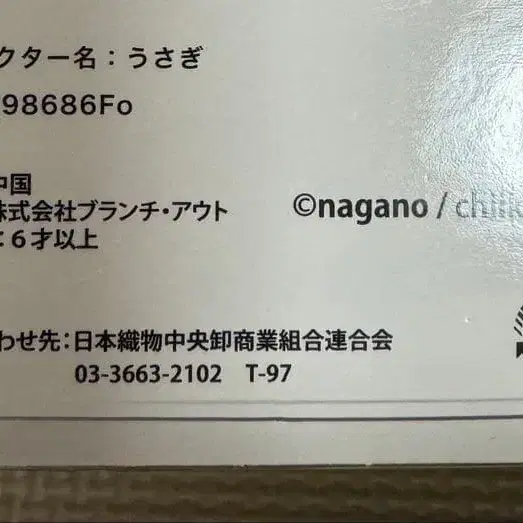 クター名：うさぎ
98686Fo
中国
株式会社ブランチ・アウト
：6才以上
©nagano / chiik
わせ先：日本織物中央卸商業組合連合会
03-3663-2102 T-97